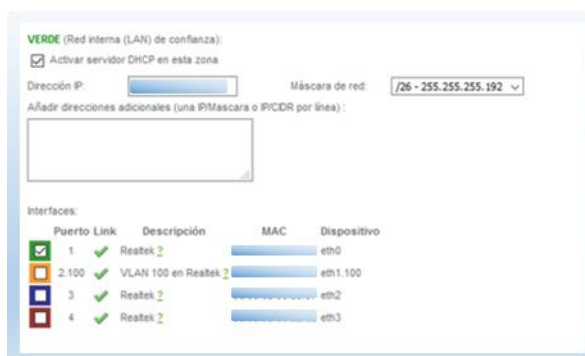 VERDE (Red interna (LAN) de confianza):
Activar servidor DHCP en esta zona
Dirección IP:
Máscara de red: /26 - 255.255.255.192
Añadir direcciones adicionales (una IP/Mascara o IP/CIDR por línea) :
Interfaces:
Puerto Link Descripción MAC Dispositivo
1 Realtek ? eth0
2.100 VLAN 100 en Realtek ? eth1.100
3 Realtek ? eth2
4 Realtek ? eth3